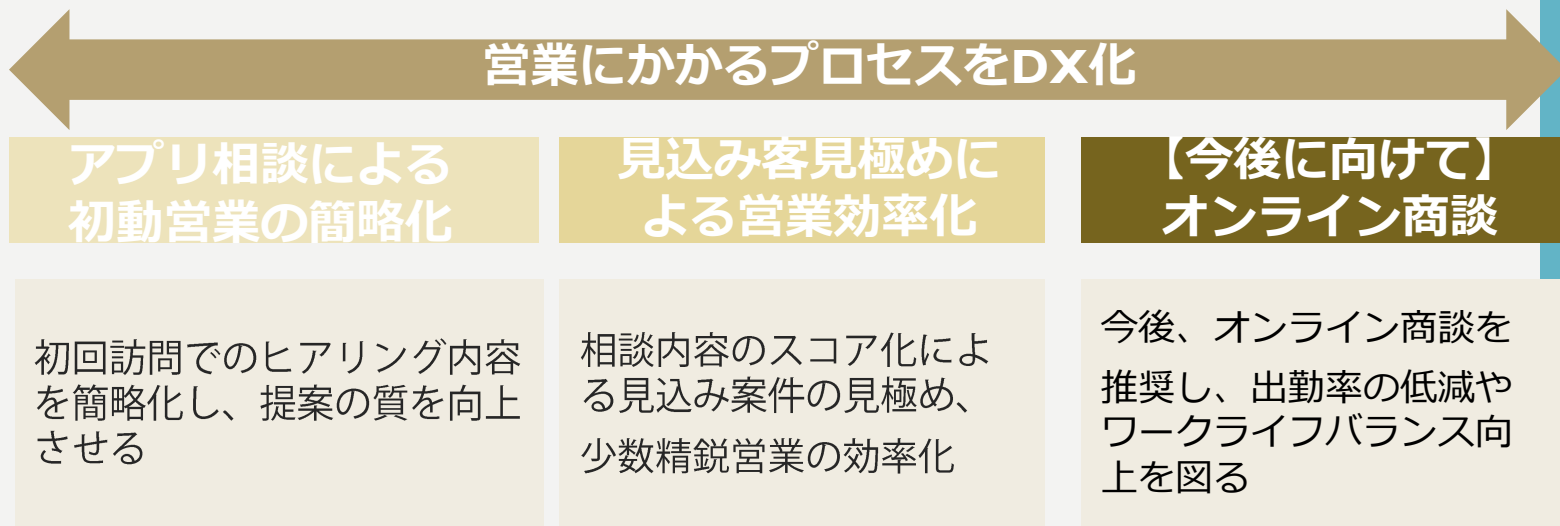 営業にかかるプロセスをDX化
アプリ相談による
初動営業の簡略化
見込み客見極めに
よる営業効率化
【今後に向けて】
オンライン商談
初回訪問でのヒアリング内容
を簡略化し、提案の質を向上
させる
相談内容のスコア化によ
る見込み案件の見極め、
少数精鋭営業の効率化
今後、オンライン商談を
推奨し、出勤率の低減や
ワークライフバランス向
上を図る